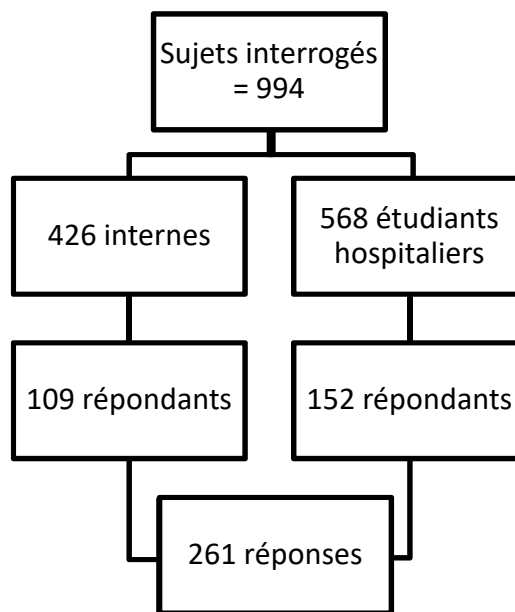 Sujets interrogés
= 994
426 internes
568 étudiants
hospitaliers
109 répondants
152 répondants
261 réponses